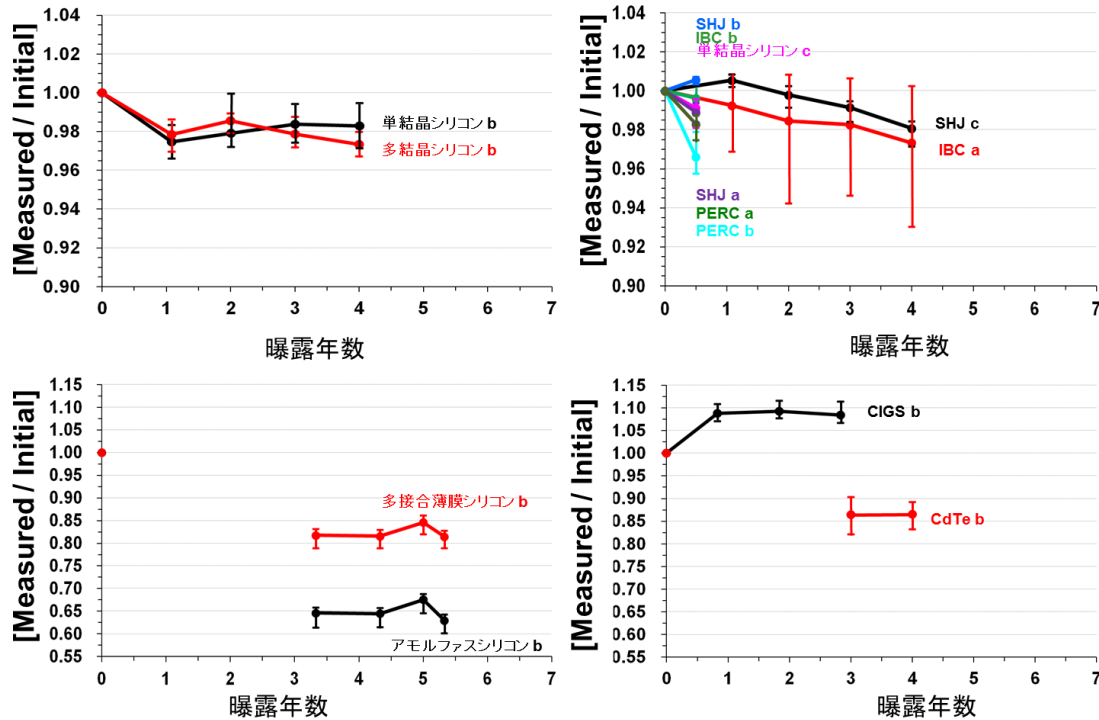 [Measured / Initial]
1.04
1.02
1.00
0.98
0.96
0.94
0.92
0.90
0 1 2 3 4 5 6 7
曝露年数
単結晶シリコン b
多結晶シリコン b
[Measured / Initial]
1.04
1.02
1.00
0.98
0.96
0.94
0.92
0.90
0 1 2 3 4 5 6 7
曝露年数
SHJ b
IBC b
単結晶シリコン c
SHJ c
IBC a
SHJ a
PERC a
PERC b
[Measured / Initial]
1.15
1.10
1.05
1.00
0.95
0.90
0.85
0.80
0.75
0.70
0.65
0.60
0.55
0 1 2 3 4 5 6 7
曝露年数
多接合薄膜シリコン b
アモルファスシリコン b
[Measured / Initial]
1.15
1.10
1.05
1.00
0.95
0.90
0.85
0.80
0.75
0.70
0.65
0.60
0.55
0 1 2 3 4 5 6 7
曝露年数
CIGS b
CdTe b